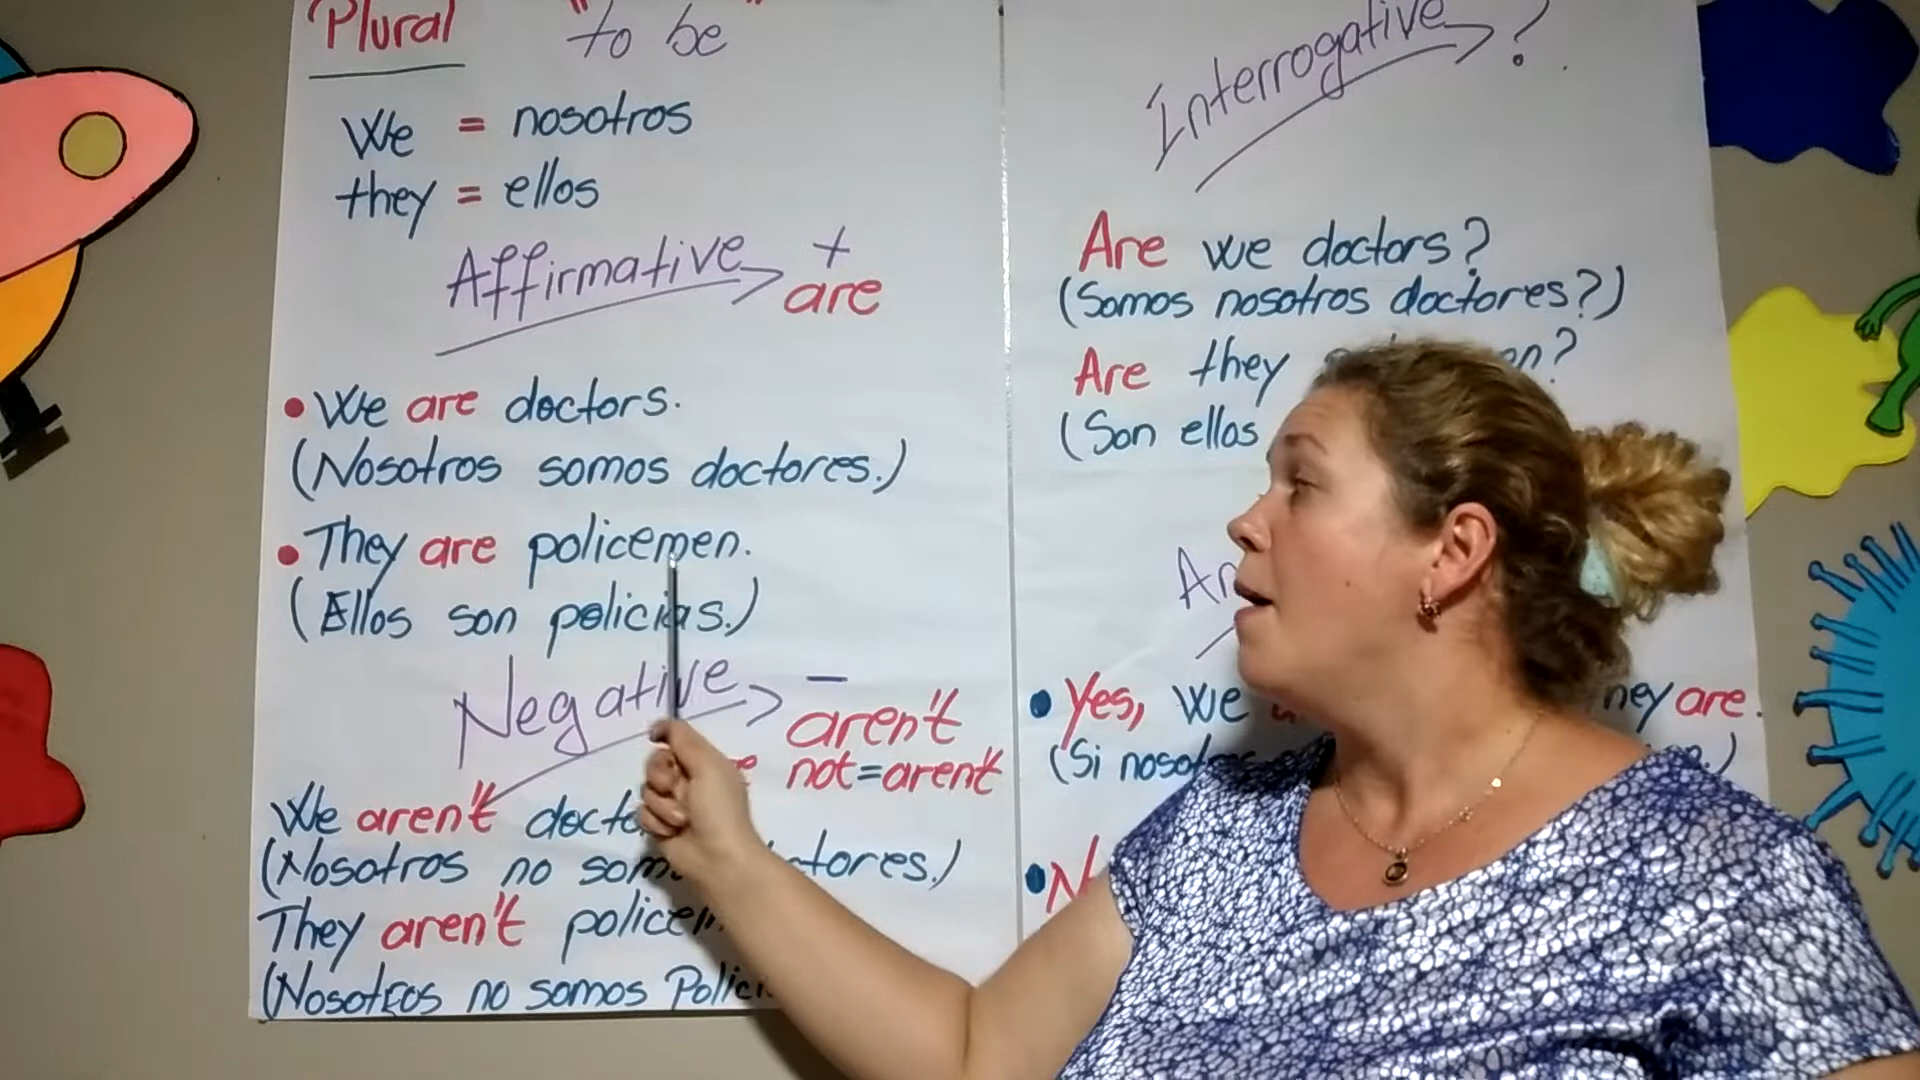 Plural "to be"
We = nosotros
they = ellos
Affirmative +
are
• We are doctors.
(Nosotros somos doctores.)
• They are policemen.
(Ellos son policias.)
Negative -
aren't
not=aren't
We aren't
(Nosotros no
They aren't
(Nosotros no somos
Interrogative ?
Are we doctors?
(Somos nosotros doctores?)
Are they
(Son ellos
• Yes, we are.
(Si